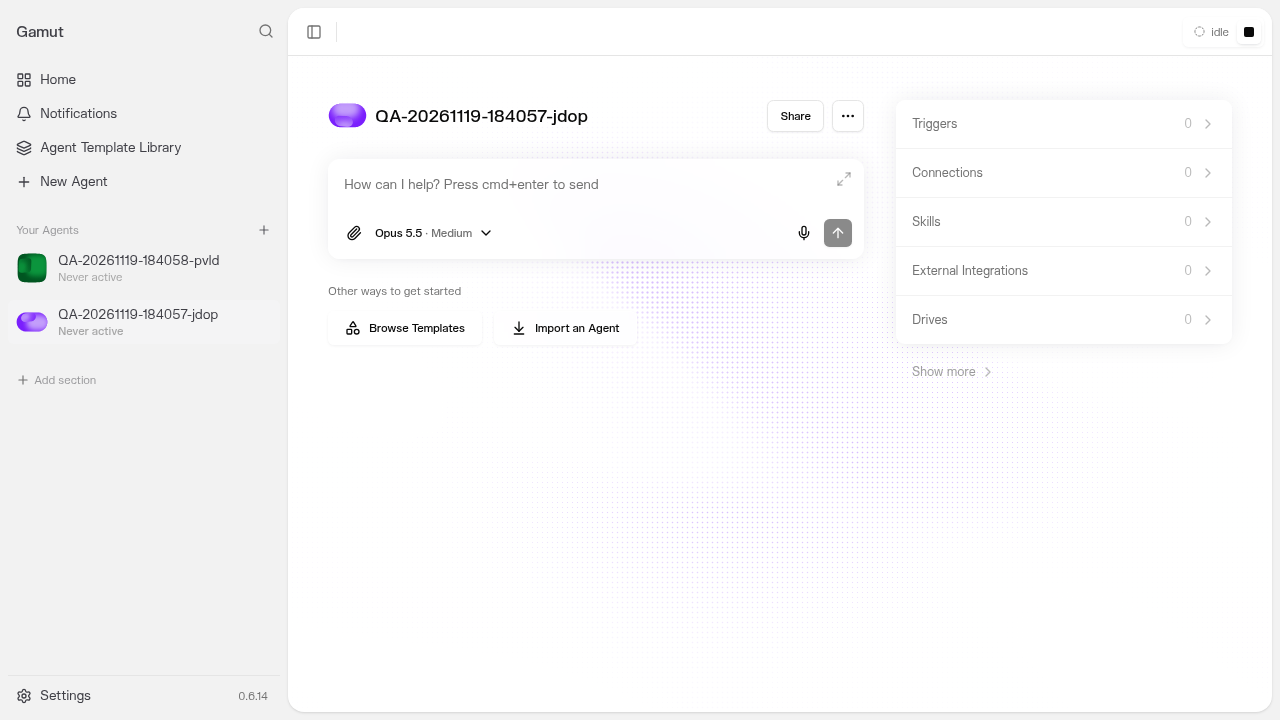 Gamut
Home
Notifications
Agent Template Library
New Agent
Your Agents
QA-20261119-184058-pvld
Never active
QA-20261119-184057-jdop
Never active
Add section
Settings
0.6.14
idle
QA-20261119-184057-jdop
Share
How can I help? Press cmd+enter to send
Opus 5.5 · Medium
Other ways to get started
Browse Templates
Import an Agent
Triggers 0
Connections 0
Skills 0
External Integrations 0
Drives 0
Show more